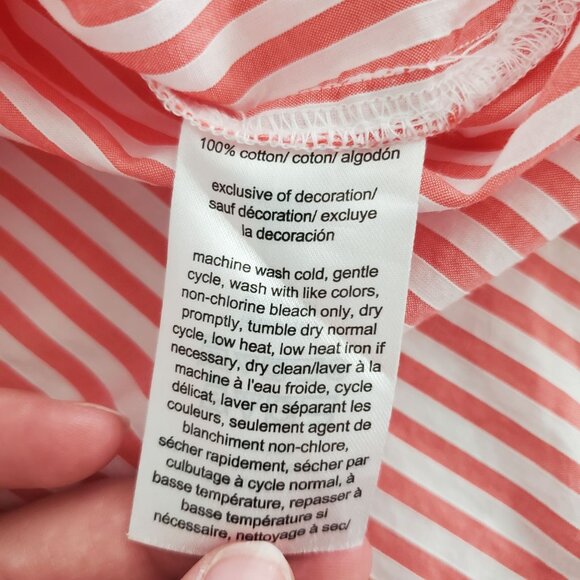 100% cotton/ coton/ algodón
exclusive of decoration/
sauf décoration/ excluye
la decoración
machine wash cold, gentle
cycle, wash with like colors,
non-chlorine bleach only, dry
promptly, tumble dry normal
cycle, low heat, low heat iron if
necessary, dry clean/laver à la
machine à l'eau froide, cycle
délicat, laver en séparant les
couleurs, seulement agent de
blanchiment non-chlore,
sécher rapidement, sécher par
culbutage à cycle normal, à
basse température, repasser à
basse température si
nécessaire, nettoyage à sec/